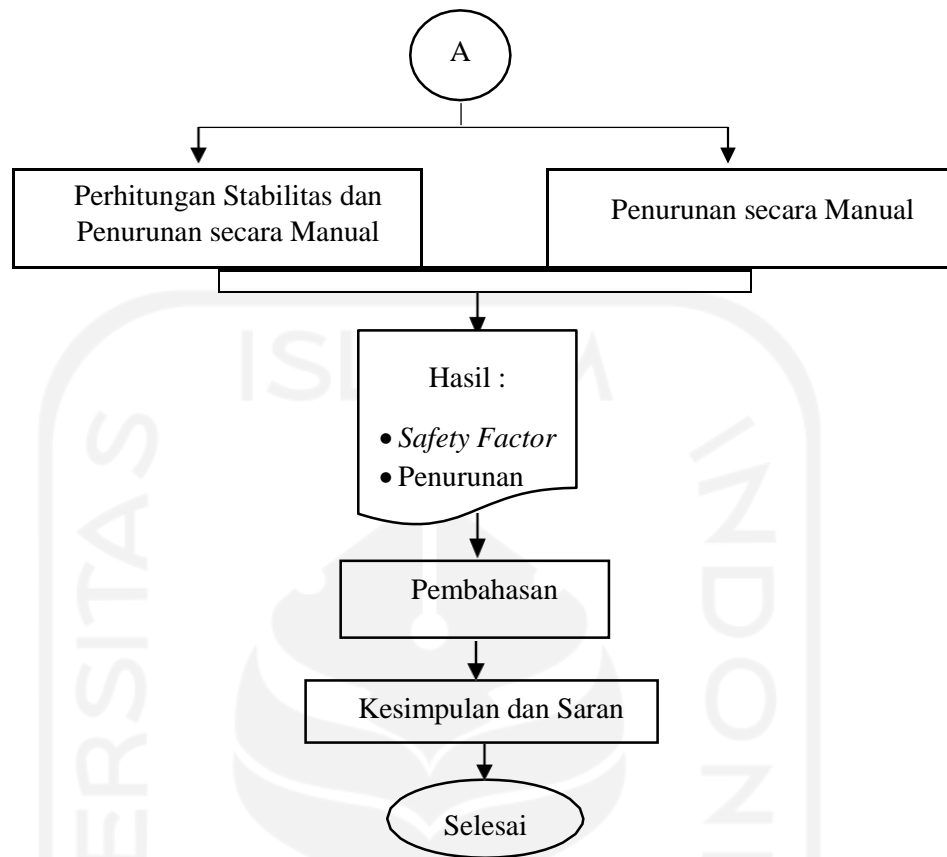 A
Perhitungan Stabilitas dan
Penurunan secara Manual
Penurunan secara Manual
Hasil :
• Safety Factor
• Penurunan
Pembahasan
Kesimpulan dan Saran
Selesai